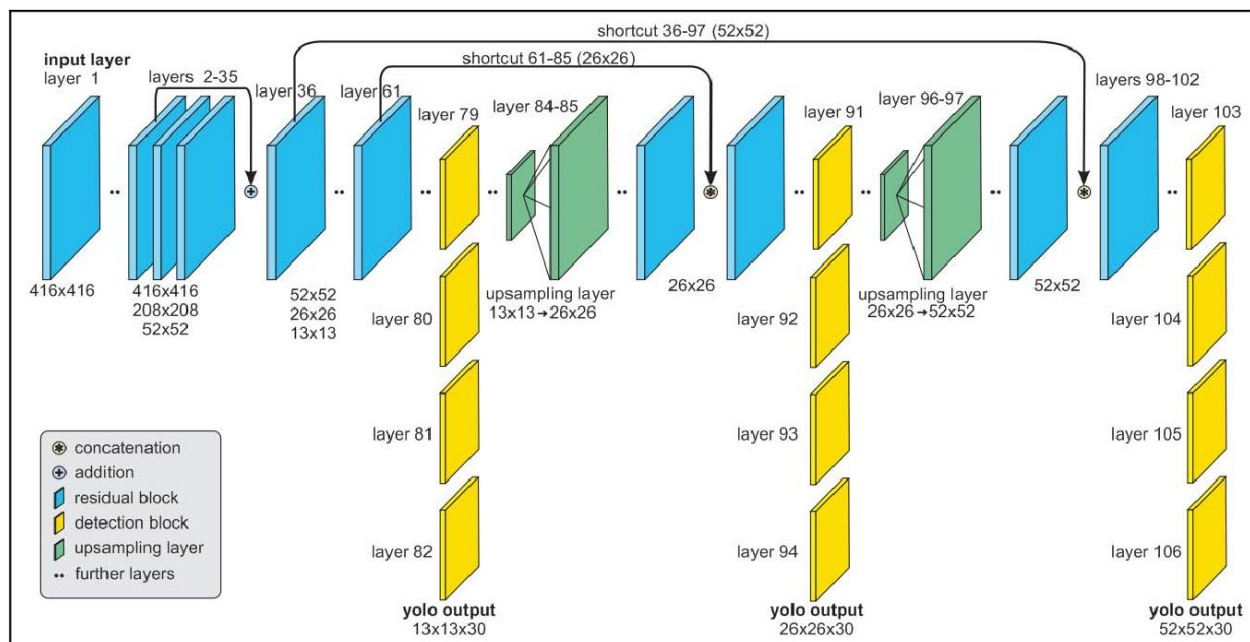 shortcut 36-97 (52x52)
shortcut 61-85 (26x26)
input layer
layer 1
layers 2-35
layer 36
layer 61
layer 79
layer 84-85
layer 91
layer 96-97
layers 98-102
layer 103
416x416
416x416
208x208
52x52
52x52
26x26
13x13
upsampling layer
13x13→26x26
26x26
upsampling layer
26x26→52x52
52x52
layer 80
layer 92
layer 104
layer 81
layer 93
layer 105
layer 82
layer 94
layer 106
concatenation
addition
residual block
detection block
upsampling layer
further layers
yolo output
13x13x30
yolo output
26x26x30
yolo output
52x52x30